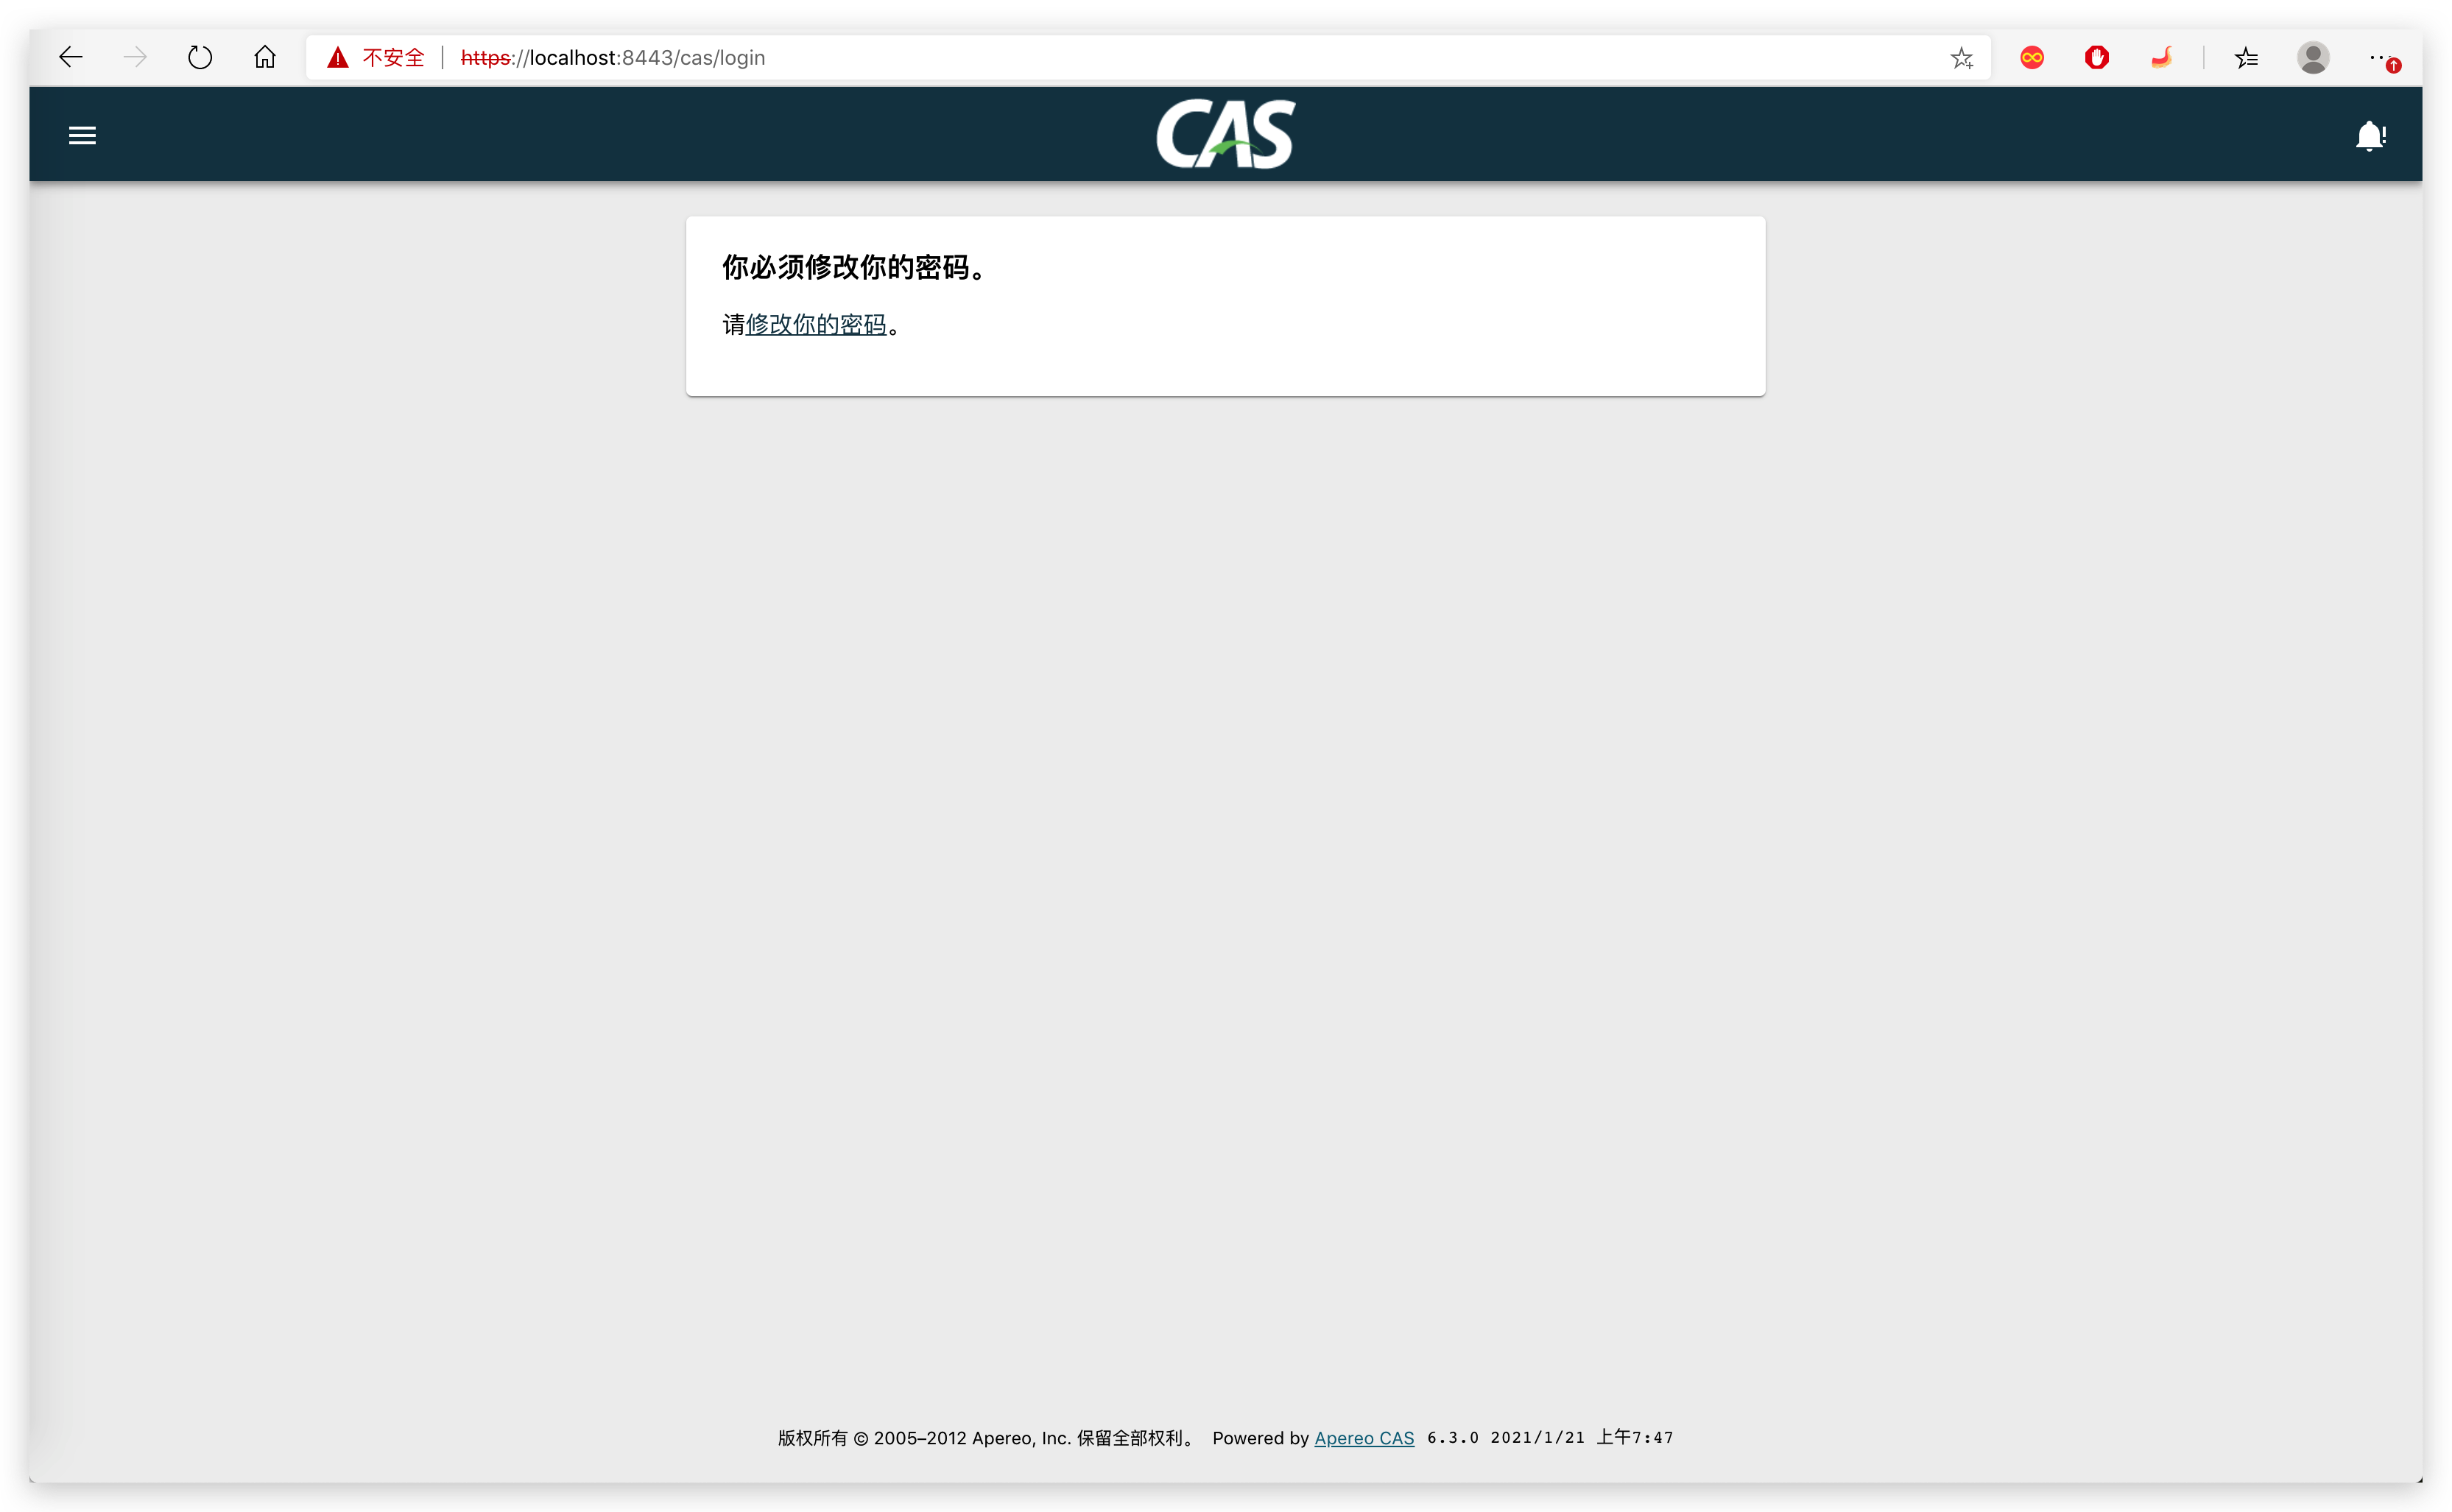 不安全 https://localhost:8443/cas/login
CAS
你必须修改你的密码。
请修改你的密码。
版权所有 © 2005–2012 Apereo, Inc. 保留全部权利。 Powered by Apereo CAS 6.3.0 2021/1/21 上午7:47